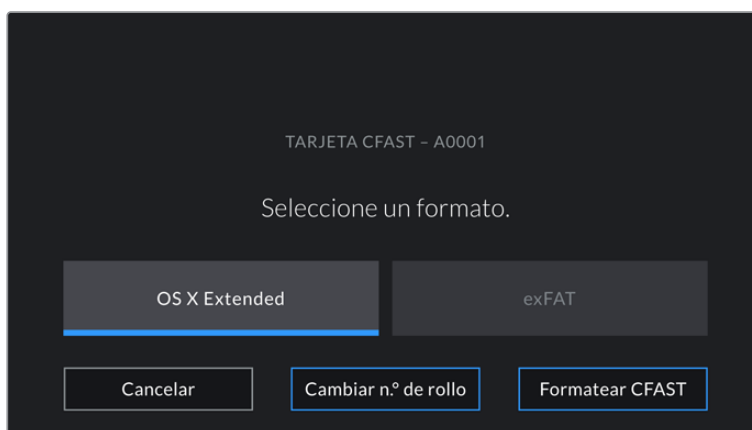 TARJETA CFAST – A0001
Seleccione un formato.
OS X Extended
exFAT
Cancelar
Cambiar n.º de rollo
Formatear CFAST